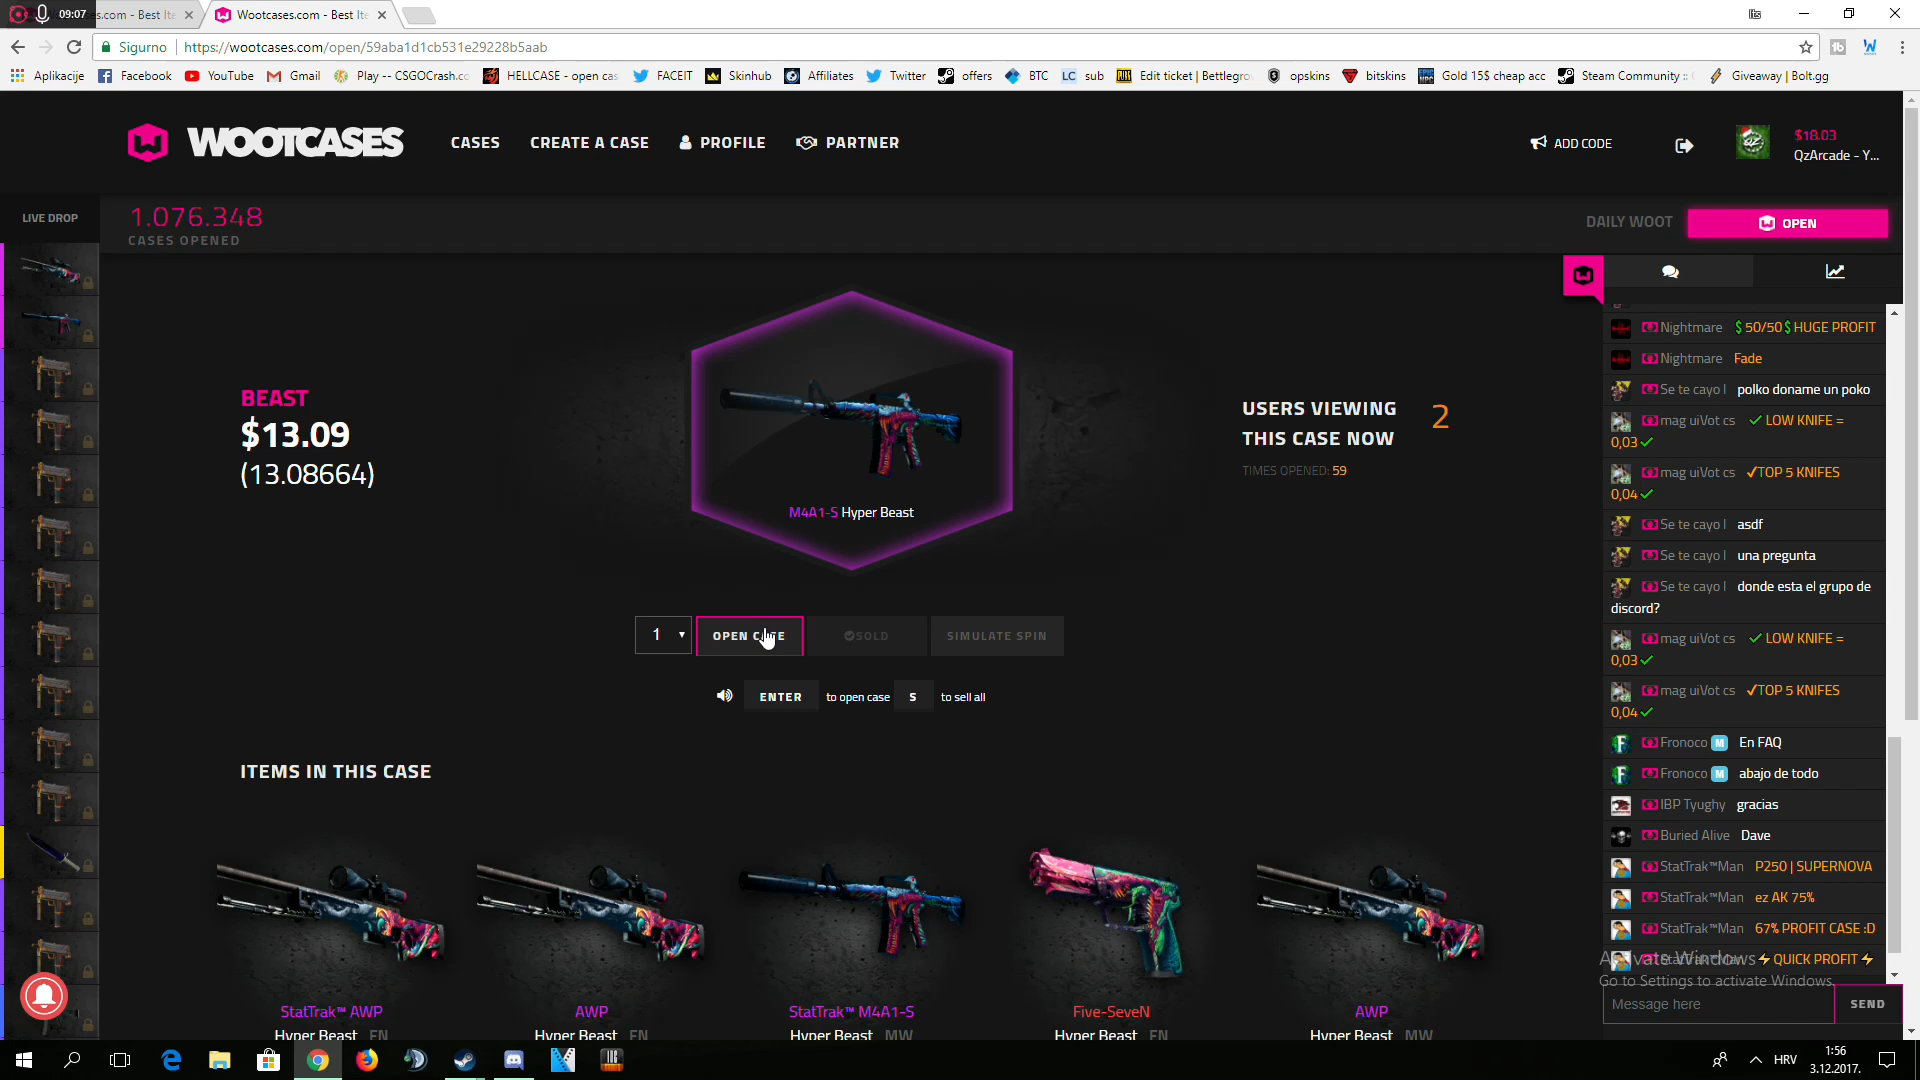 09:07
s.com - Best Ite
Wootcases.com - Best Ite
Sigurno
https://wootcases.com/open/59aba1d1cb531e29228b5aab
Aplikacije
Facebook
YouTube
Gmail
Play -- CSGOCrash.co
HELLCASE - open cas
FACEIT
Skinhub
Affiliates
Twitter
offers
BTC
LC sub
Edit ticket | Bettlegro
opskins
bitskins
Gold 15$ cheap acc
Steam Community ::
Giveaway | Bolt.gg
WOOTCASES
CASES
CREATE A CASE
PROFILE
PARTNER
ADD CODE
$18.03
QzArcade - Y...
LIVE DROP
1.076.348
CASES OPENED
DAILY WOOT
OPEN
BEAST
$13.09
(13.08664)
M4A1-S Hyper Beast
USERS VIEWING
THIS CASE NOW
2
TIMES OPENED: 59
1
OPEN
SOLD
SIMULATE SPIN
ENTER to open case S to sell all
ITEMS IN THIS CASE
StatTrak™ AWP
Hyper Beast FN
AWP
Hyper Beast FN
StatTrak™ M4A1-S
Hyper Beast MW
Five-SeveN
Hyper Beast FN
AWP
Hyper Beast MW
Nightmare $50/50$ HUGE PROFIT
Nightmare Fade
Se te cayo l polko doname un poko
mag uiVot cs ✓ LOW KNIFE =
0,03 ✓
mag uiVot cs ✓TOP 5 KNIFES
0,04 ✓
Se te cayo l asdf
Se te cayo l una pregunta
Se te cayo l donde esta el grupo de
discord?
mag uiVot cs ✓ LOW KNIFE =
0,03 ✓
mag uiVot cs ✓TOP 5 KNIFES
0,04 ✓
Fronoco M En FAQ
Fronoco M abajo de todo
IBP Tyughy gracias
Buried Alive Dave
StatTrak™Man P250 | SUPERNOVA
StatTrak™Man ez AK 75%
StatTrak™Man 67% PROFIT CASE :D
⚡QUICK PROFIT⚡
Activate Windows
Go to Settings to activate Windows.
Message here
SEND
HRV
1:56
3.12.2017.